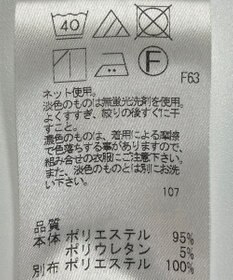 40
F
F63
ネット使用。
淡色のものは無蛍光洗剤を使用。
よくすすぎ、絞りの後すぐに干
すこと。
濃色のものは、着用による摩擦
で色落ちする事がありますので、
組み合せの衣服にご注意下さい。
また、淡色のものとは別にお洗
い下さい。
107
品質
本体 ポリエステル 95%
ポリウレタン 5%
別布 ポリエステル 100%